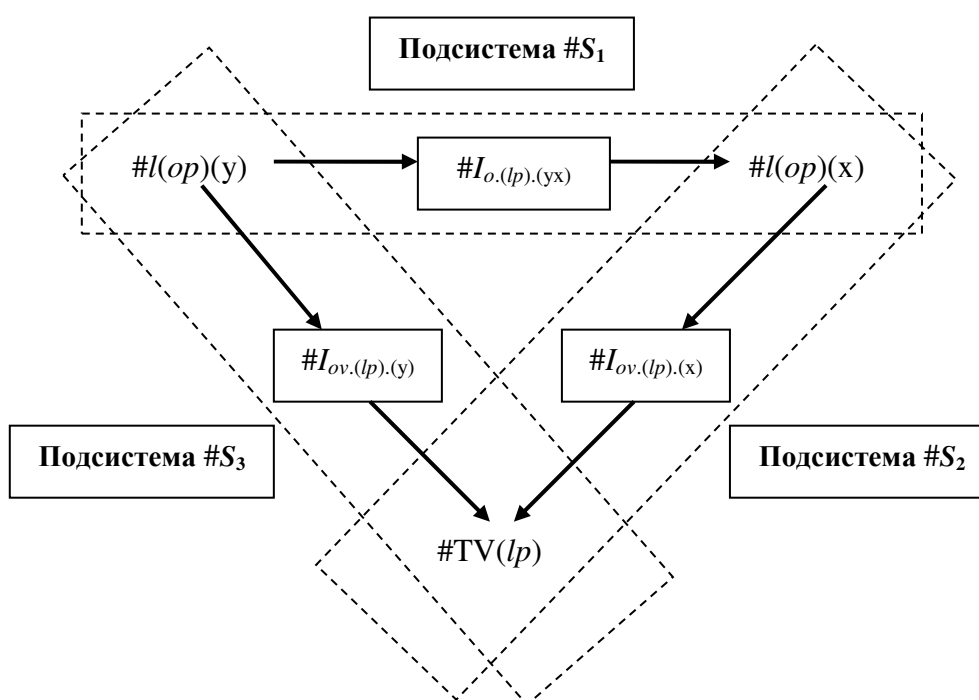 Подсистема #S₁
#l(op)(y)
#Iₒ.(lp).(yx)
#l(op)(x)
#Iov.(lp).(y)
#Iov.(lp).(x)
Подсистема #S₃
Подсистема #S₂
#TV(lp)